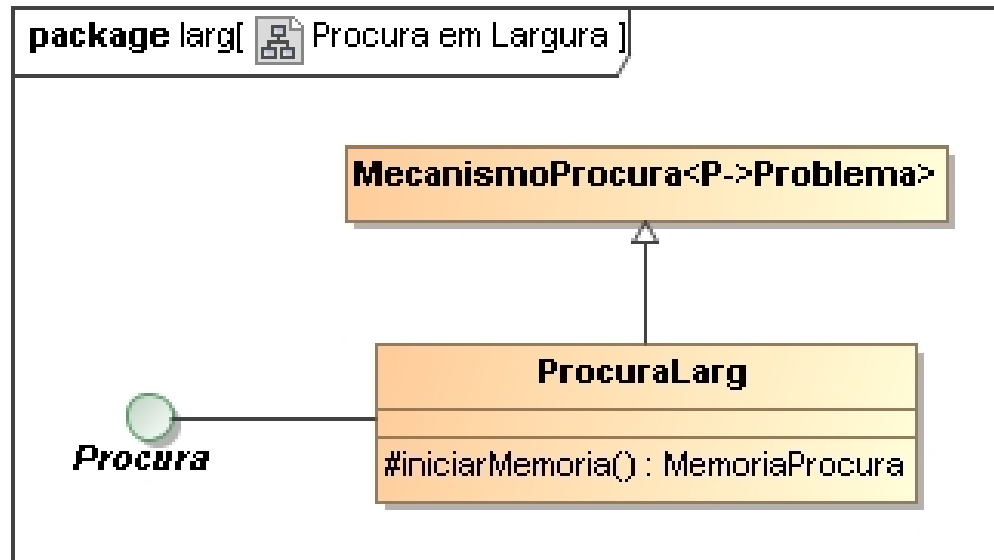 package larg[ Procura em Largura ]
MecanismoProcura<P->Problema>
ProcuraLarg
Procura
#iniciarMemoria() : MemoriaProcura